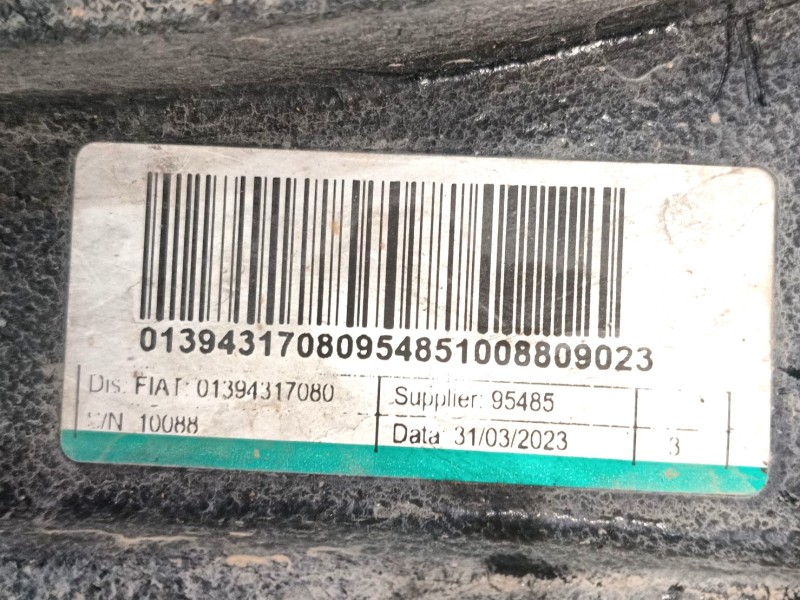 01394317080954851008809023
Dis. FIAT: 01394317080
Supplier: 95485
S/N 10088
Data: 31/03/2023
3